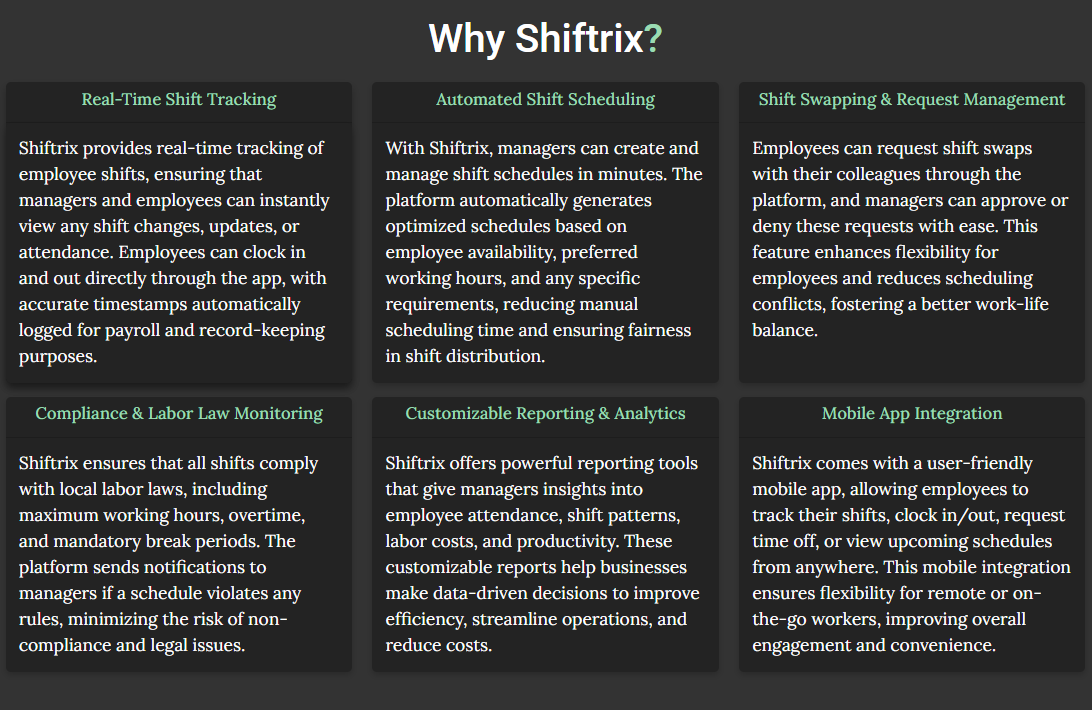 Why Shiftrix?
Real-Time Shift Tracking
Shiftrix provides real-time tracking of
employee shifts, ensuring that
managers and employees can instantly
view any shift changes, updates, or
attendance. Employees can clock in
and out directly through the app, with
accurate timestamps automatically
logged for payroll and record-keeping
purposes.
Automated Shift Scheduling
With Shiftrix, managers can create and
manage shift schedules in minutes. The
platform automatically generates
optimized schedules based on
employee availability, preferred
working hours, and any specific
requirements, reducing manual
scheduling time and ensuring fairness
in shift distribution.
Shift Swapping & Request Management
Employees can request shift swaps
with their colleagues through the
platform, and managers can approve or
deny these requests with ease. This
feature enhances flexibility for
employees and reduces scheduling
conflicts, fostering a better work-life
balance.
Compliance & Labor Law Monitoring
Shiftrix ensures that all shifts comply
with local labor laws, including
maximum working hours, overtime,
and mandatory break periods. The
platform sends notifications to
managers if a schedule violates any
rules, minimizing the risk of non-
compliance and legal issues.
Customizable Reporting & Analytics
Shiftrix offers powerful reporting tools
that give managers insights into
employee attendance, shift patterns,
labor costs, and productivity. These
customizable reports help businesses
make data-driven decisions to improve
efficiency, streamline operations, and
reduce costs.
Mobile App Integration
Shiftrix comes with a user-friendly
mobile app, allowing employees to
track their shifts, clock in/out, request
time off, or view upcoming schedules
from anywhere. This mobile integration
ensures flexibility for remote or on-
the-go workers, improving overall
engagement and convenience.